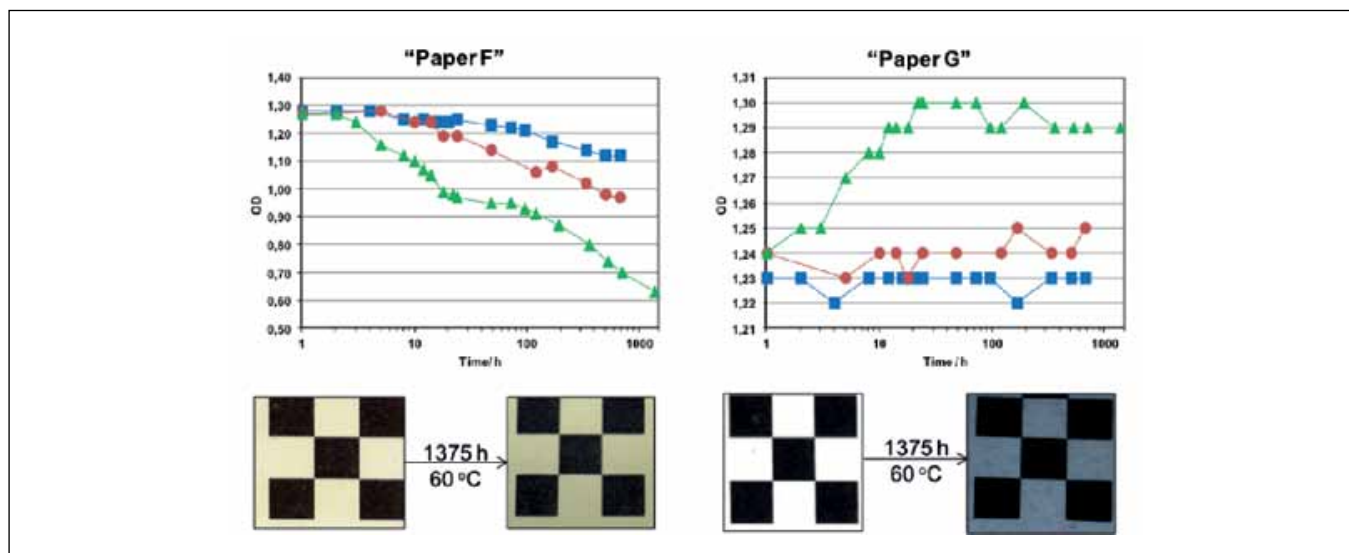 “Paper F”
1,40
1,30
1,20
1,10
1,00
0,90
0,80
0,70
0,60
0,50
OD
1
10
100
1000
Time/ h
1375 h
60 °C
“Paper G”
1,31
1,30
1,29
1,28
1,27
1,26
1,25
1,24
1,23
1,22
1,21
OD
1
10
100
1000
Time / h
1375 h
60 °C